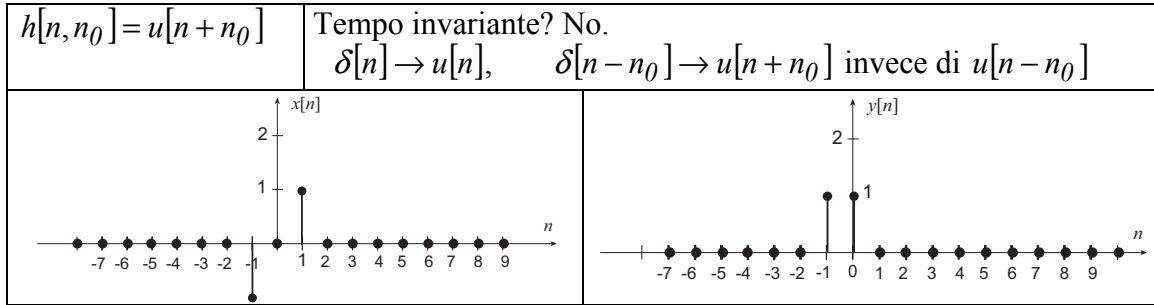 h[n, n0] = u[n + n0]
Tempo invariante? No.
δ[n] → u[n], δ[n − n0] → u[n + n0] invece di u[n − n0]
x[n]
2
1
n
-7 -6 -5 -4 -3 -2 -1 1 2 3 4 5 6 7 8 9
y[n]
2
1
n
-7 -6 -5 -4 -3 -2 -1 0 1 2 3 4 5 6 7 8 9